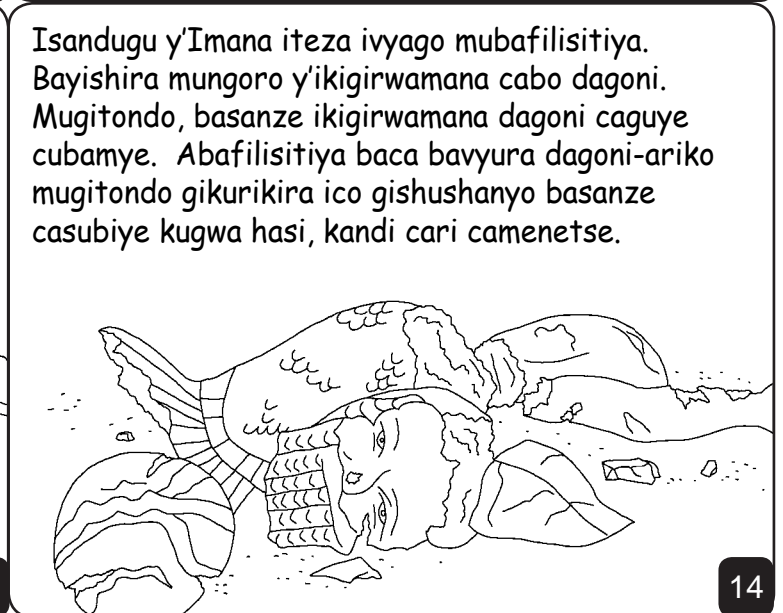 Isandugu y'Imana iteza ivyago mubafilisitiya.
Bayishira mungoro y'ikigirwamana cabo dagoni.
Mugitondo, basanze ikigirwamana dagoni caguye
cubamye.  Abafilisitiya baca bavyura dagoni-ariko
mugitondo gikurikira ico gishushanyo basanze
casubiye kugwa hasi, kandi cari camenetse.
14